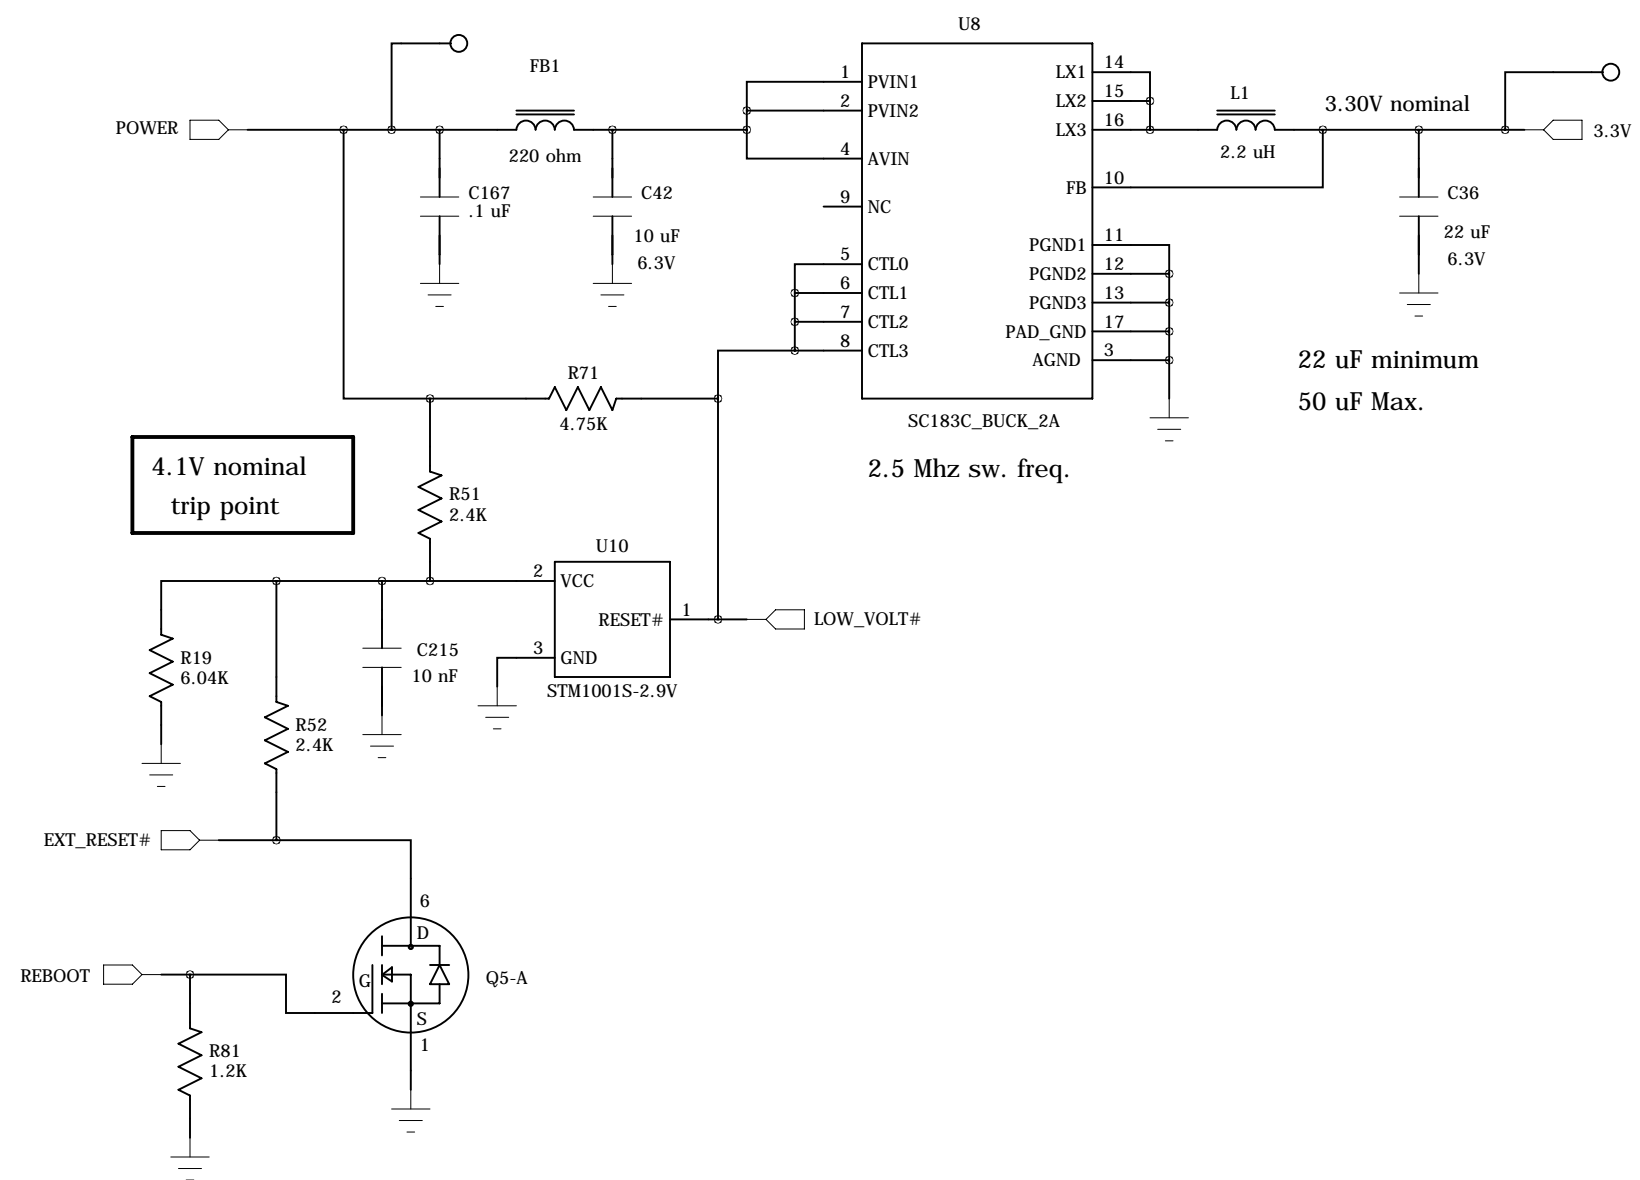 U8
FB1
POWER
220 ohm
C167
.1 uF
C42
10 uF
6.3V
1
PVIN1
2
PVIN2
4
AVIN
9
NC
5
CTL0
6
CTL1
7
CTL2
8
CTL3
LX1
14
LX2
15
LX3
16
FB
10
PGND1
11
PGND2
12
PGND3
13
PAD_GND
17
AGND
3
SC183C_BUCK_2A
2.5 Mhz sw. freq.
L1
2.2 uH
3.30V nominal
3.3V
C36
22 uF
6.3V
22 uF minimum
50 uF Max.
R71
4.75K
4.1V nominal
trip point
R51
2.4K
U10
2
VCC
RESET#
1
3
GND
STM1001S-2.9V
LOW_VOLT#
R19
6.04K
R52
2.4K
C215
10 nF
EXT_RESET#
6
D
G
S
2
1
Q5-A
REBOOT
R81
1.2K